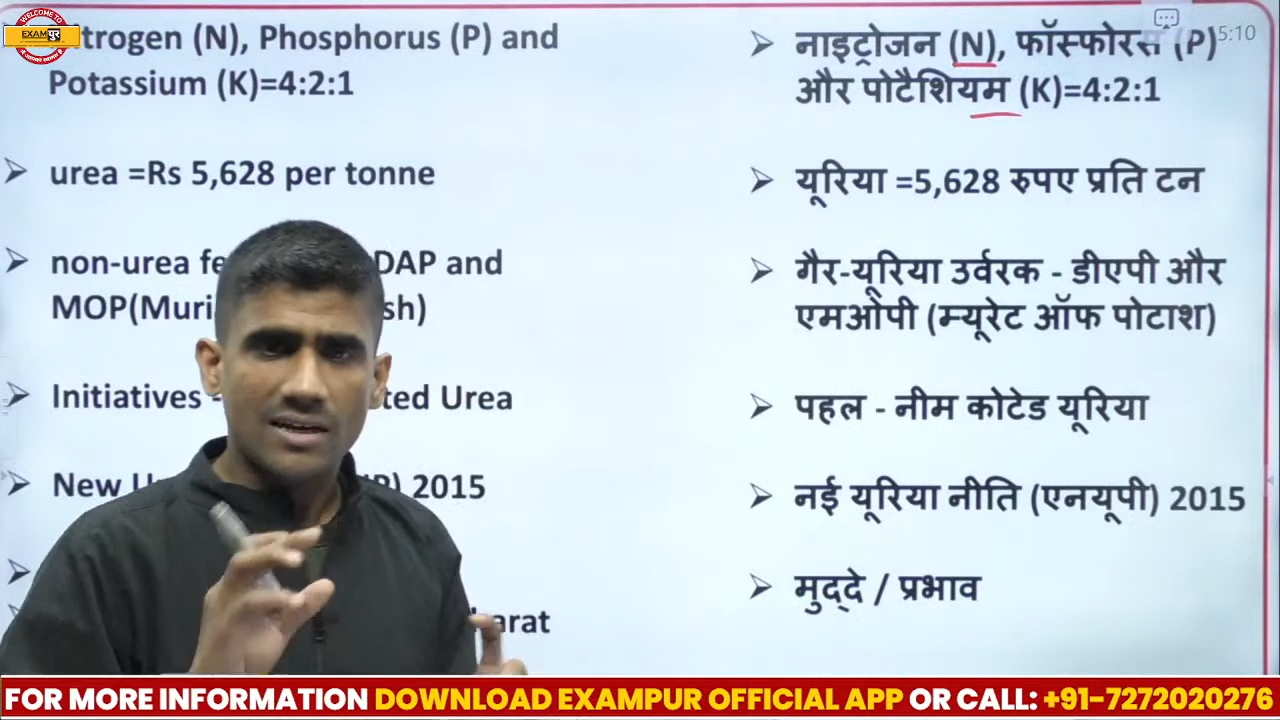 WELCOME TO
EXAMपुर
trogen (N), Phosphorus (P) and
Potassium (K)=4:2:1
urea =Rs 5,628 per tonne
non-urea fe DAP and
MOP(Muri sh)
Initiatives - ted Urea
New U P) 2015
arat
नाइट्रोजन (N), फॉस्फोरस (P)
और पोटैशियम (K)=4:2:1
यूरिया =5,628 रुपए प्रति टन
गैर-यूरिया उर्वरक - डीएपी और
एमओपी (म्यूरेट ऑफ पोटाश)
पहल - नीम कोटेड यूरिया
नई यूरिया नीति (एनयूपी) 2015
मुद्दे / प्रभाव
5:10
FOR MORE INFORMATION DOWNLOAD EXAMPUR OFFICIAL APP OR CALL: +91-7272020276